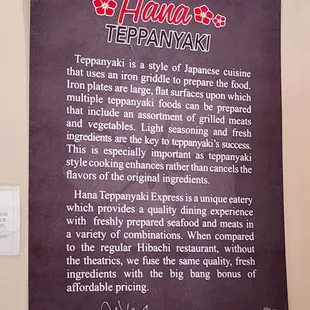 Hana
TEPPANYAKI
Teppanyaki is a style of Japanese cuisine
that uses an iron griddle to prepare the food.
Iron plates are large, flat surfaces upon which
multiple teppanyaki foods can be prepared
that include an assortment of grilled meats
and vegetables. Light seasoning and fresh
ingredients are the key to teppanyaki's success.
This is especially important as teppanyaki
style cooking enhances rather than cancels the
flavors of the original ingredients.
Hana Teppanyaki Express is a unique eatery
which provides a quality dining experience
with freshly prepared seafood and meats in
a variety of combinations. When compared
to the regular Hibachi restaurant, without
the theatrics, we fuse the same quality, fresh
ingredients with the big bang bonus of
affordable pricing.